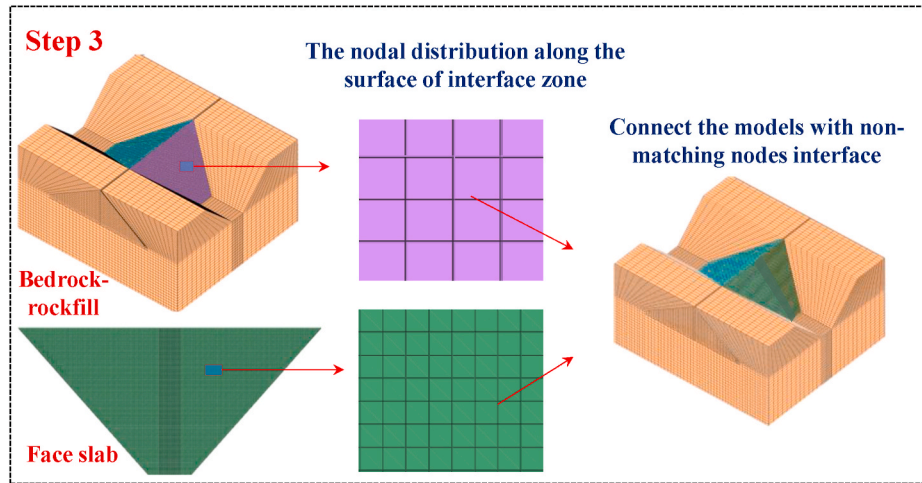 Step 3
The nodal distribution along the
surface of interface zone
Connect the models with non-
matching nodes interface
Bedrock-
rockfill
Face slab